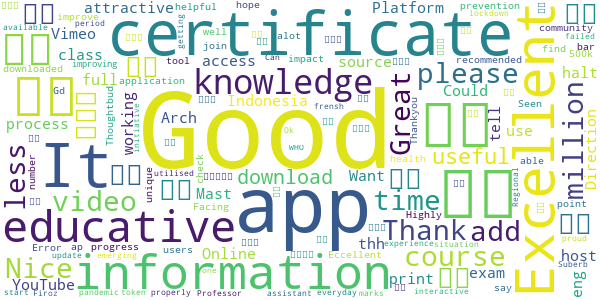 attractive
certificate
Platform
helpful
hope
improve
prevention
getting
Vimeo
alot
join
well
tool
impact
Can
access
source
available
period
class
improving
full
downloaded
application
knowledge
please
Could
find
community
failed
bar
500k
lockdown
recommended
halt
Seen
Gd
process
Thoughtbud
initiative
working
Arch
Indonesia
Great
Thankyou
tell
use
Excellent
million
Direction
Good
frensh
Ok
WHO
check
health
able
less
It
number
unique
utilised
Mast
download
Want
useful
video
Facing
app
time
Highly
Regional
point
proud
educative
Thank
add
thh
host
Error
ap
progress
users
Online
Eccellent
experience
situation
Nice
course
YouTube
update
emerging
information
one
print
exam
eng
Suberb
start
Firoz
pandemic
token
properly
Professor
assistant
everyday
marks
interactive
say